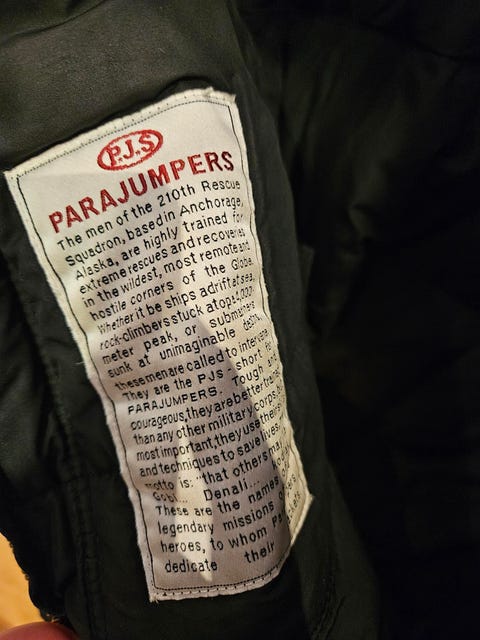 P.J.S
PARAJUMPERS
The men of the 210th Rescue
Squadron, based in Anchorage,
Alaska, are highly trained for
extreme rescues and recoveries
in the wildest, most remote and
hostile corners of the Globe.
Whether it be ships adrift at sea,
rock-climbers stuck atop a
meter peak, or submarines
sunk at unimaginable depths,
these men are called to intervene.
They are the PJS, short for
PARAJUMPERS. Tough and
courageous, they are better trained
than any other military corps,
most important, they use their
and techniques to save lives.
motto is: "that others may
Gobi... Denali...
These are the names of
legendary missions of
heroes, to whom
dedicate their